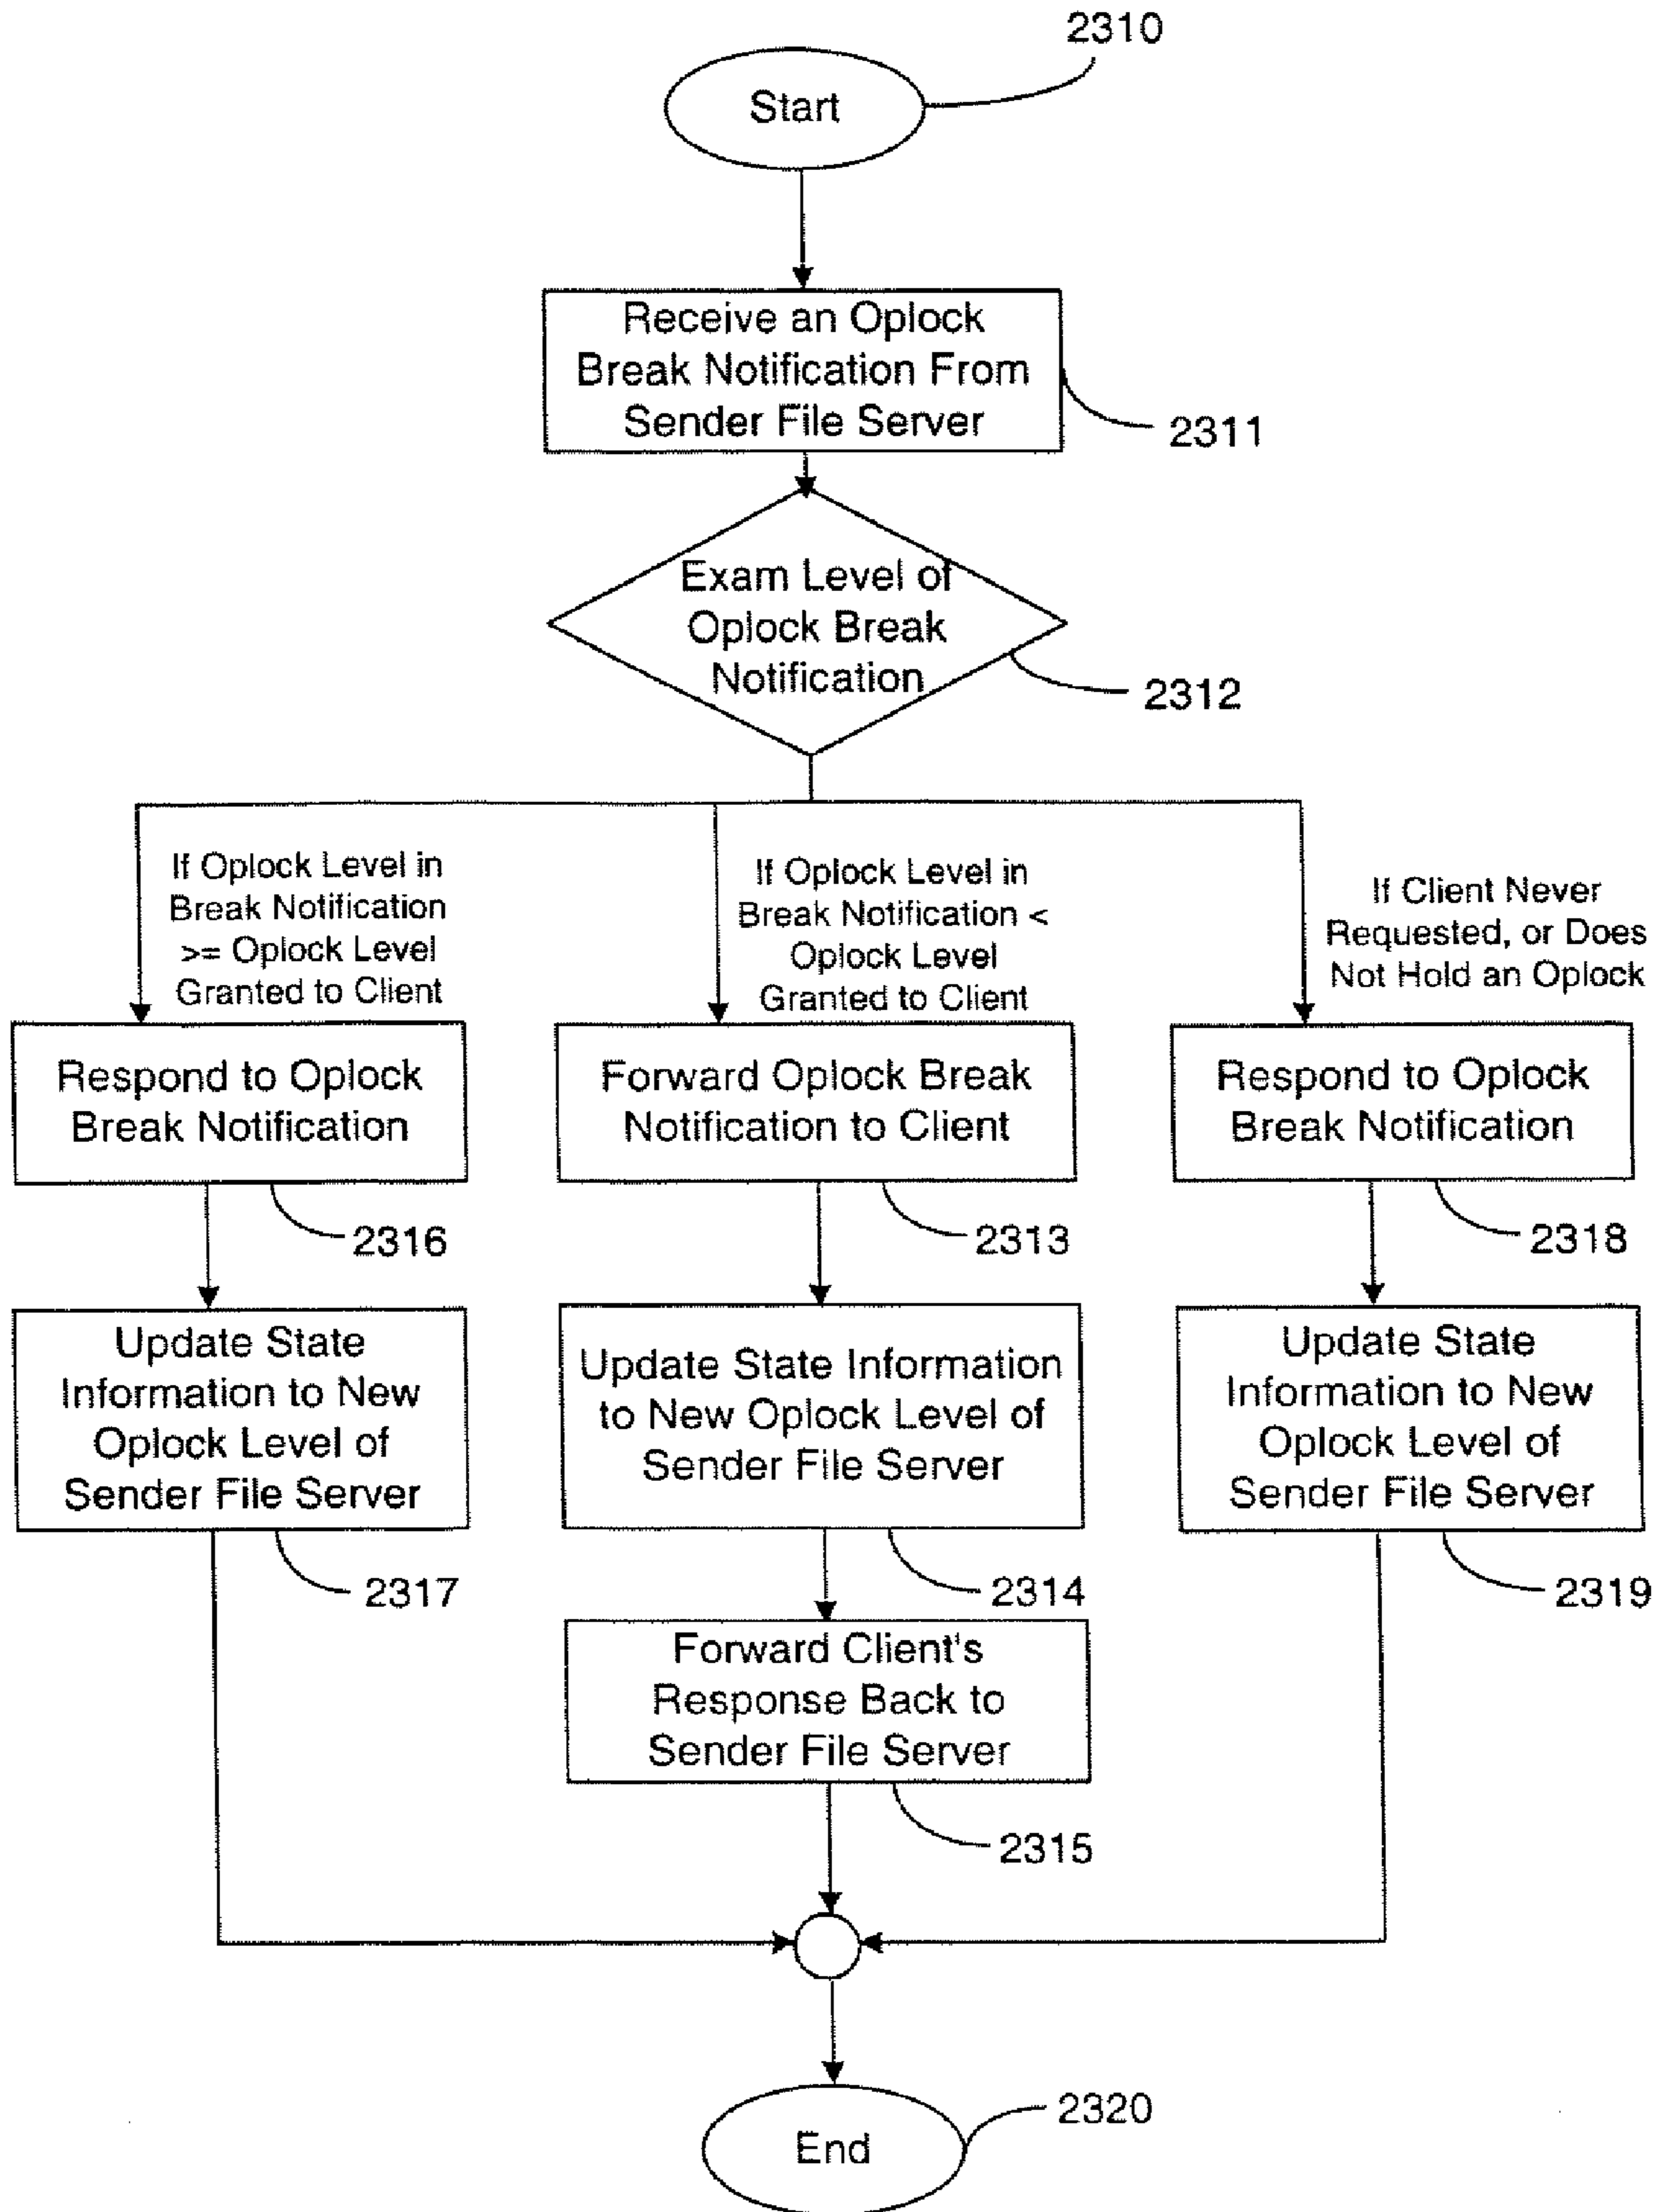 2310
Start
Receive an Oplock
Break Notification From
Sender File Server
2311
Exam Level of
Oplock Break
Notification
2312
If Oplock Level in
Break Notification
>= Oplock Level
Granted to Client
If Oplock Level in
Break Notification <
Oplock Level
Granted to Client
If Client Never
Requested, or Does
Not Hold an Oplock
Respond to Oplock
Break Notification
2316
Forward Oplock Break
Notification to Client
2313
Respond to Oplock
Break Notification
2318
Update State
Information to New
Oplock Level of
Sender File Server
2317
Update State Information
to New Oplock Level of
Sender File Server
2314
Update State
Information to New
Oplock Level of
Sender File Server
2319
Forward Client's
Response Back to
Sender File Server
2315
2320
End